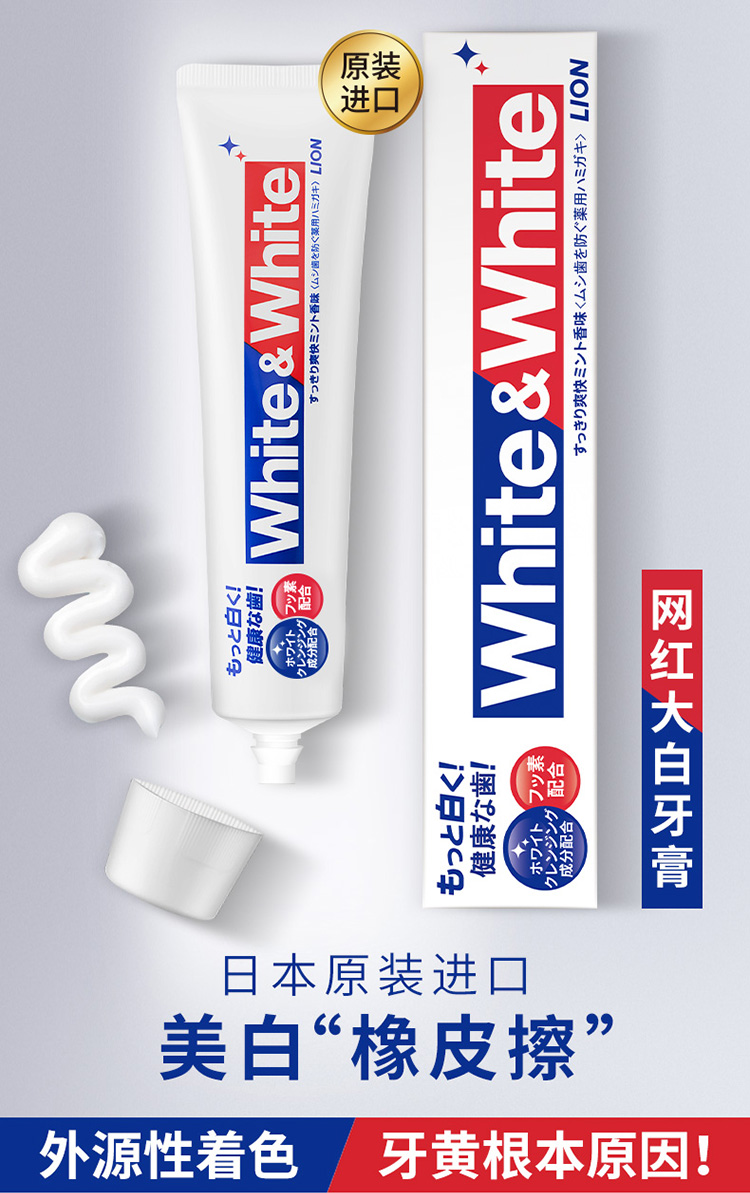 原装
进口
LION
White&White
すっきり爽快ミント香味〈ムシ歯を防ぐ薬用ハミガキ〉
もっと白く!
健康な歯!
フッ素
配合
ホワイト
クレンジング
成分配合
LION
White&White
すっきり爽快ミント香味〈ムシ歯を防ぐ薬用ハミガキ〉
もっと白く!
健康な歯!
フッ素
配合
ホワイト
クレンジング
成分配合
网红大白牙膏
日本原装进口
美白“橡皮擦”
外源性着色
牙黄根本原因!